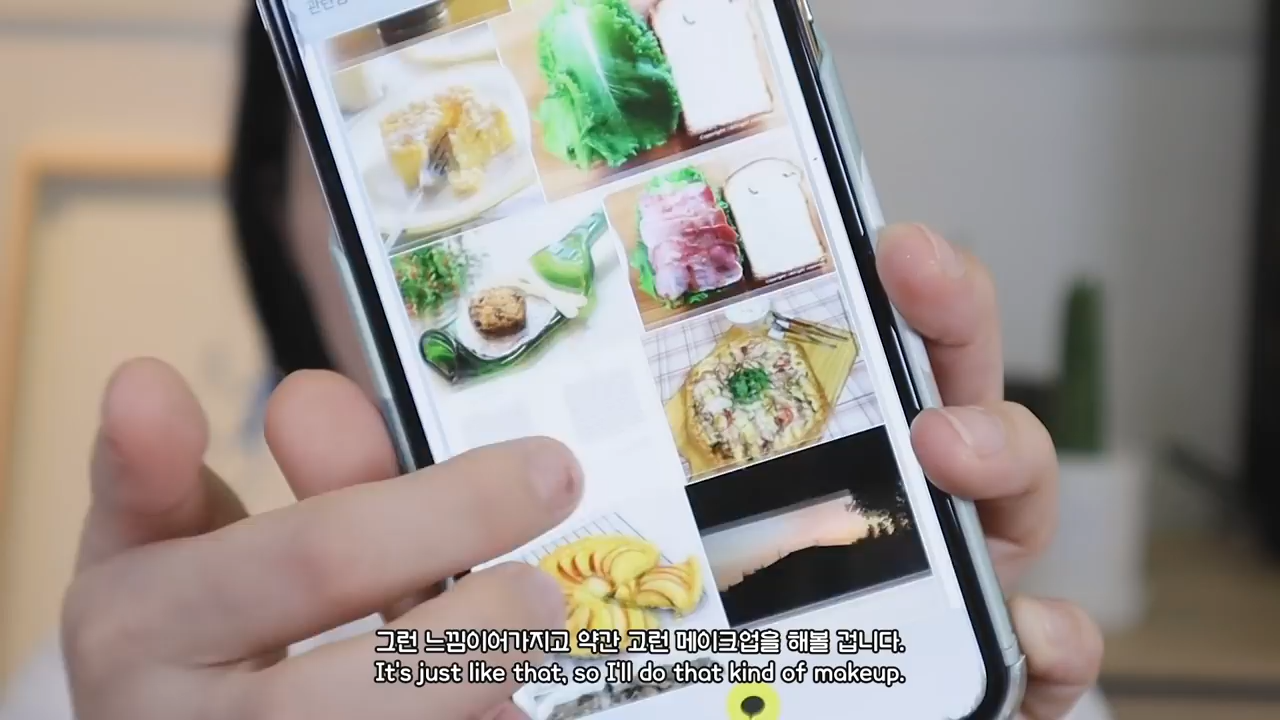 그런 느낌이어가지고 약간 고런 메이크업을 해볼 겁니다.
It's just like that, so I'll do that kind of makeup.